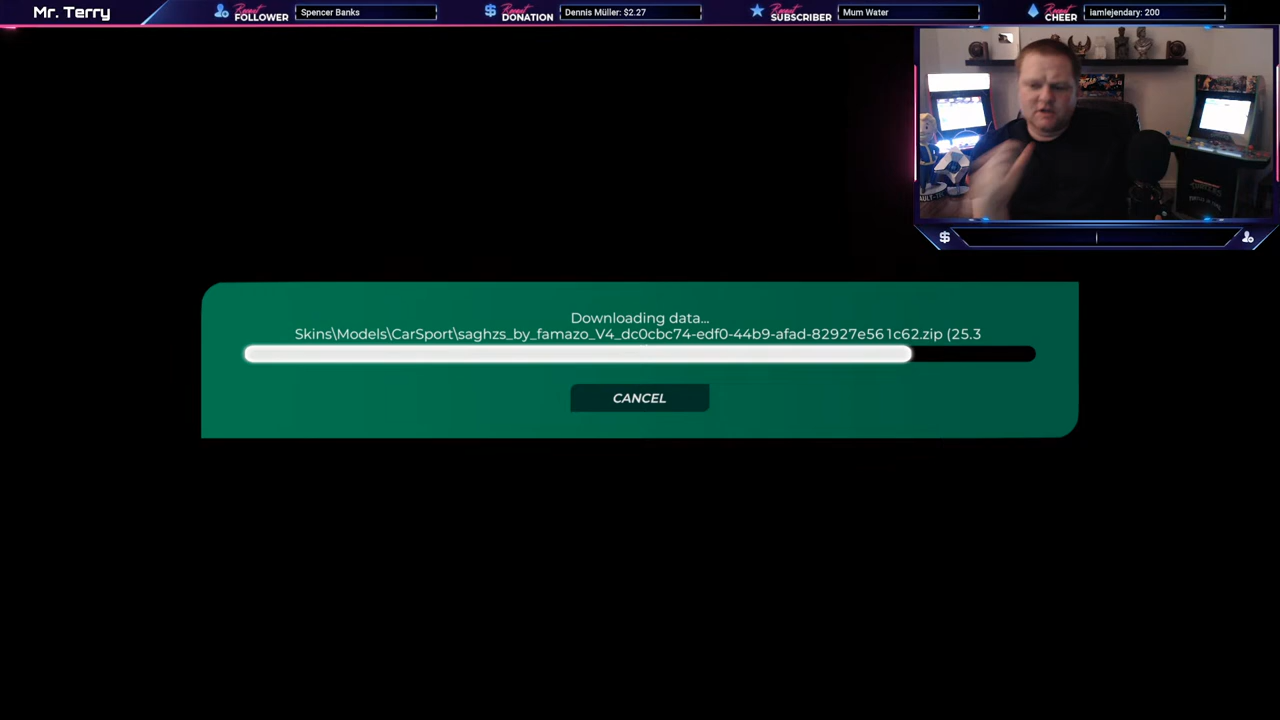 Mr. Terry
Recent FOLLOWER
Spencer Banks
Recent DONATION
Dennis Müller: $2.27
Recent SUBSCRIBER
Mum Water
Recent CHEER
iamlejendary: 200
Downloading data...
Skins\Models\CarSport\saghzs_by_famazo_V4_dc0cbc74-edf0-44b9-afad-82927e561c62.zip (25.3
CANCEL